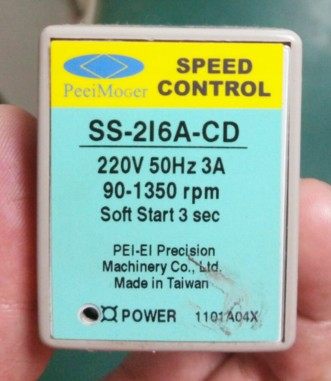 PeeiMoger
SPEED
CONTROL
SS-2I6A-CD
220V 50Hz 3A
90-1350 rpm
Soft Start 3 sec
PEI-EI Precision
Machinery Co., Ltd.
Made in Taiwan
POWER 1101A04X